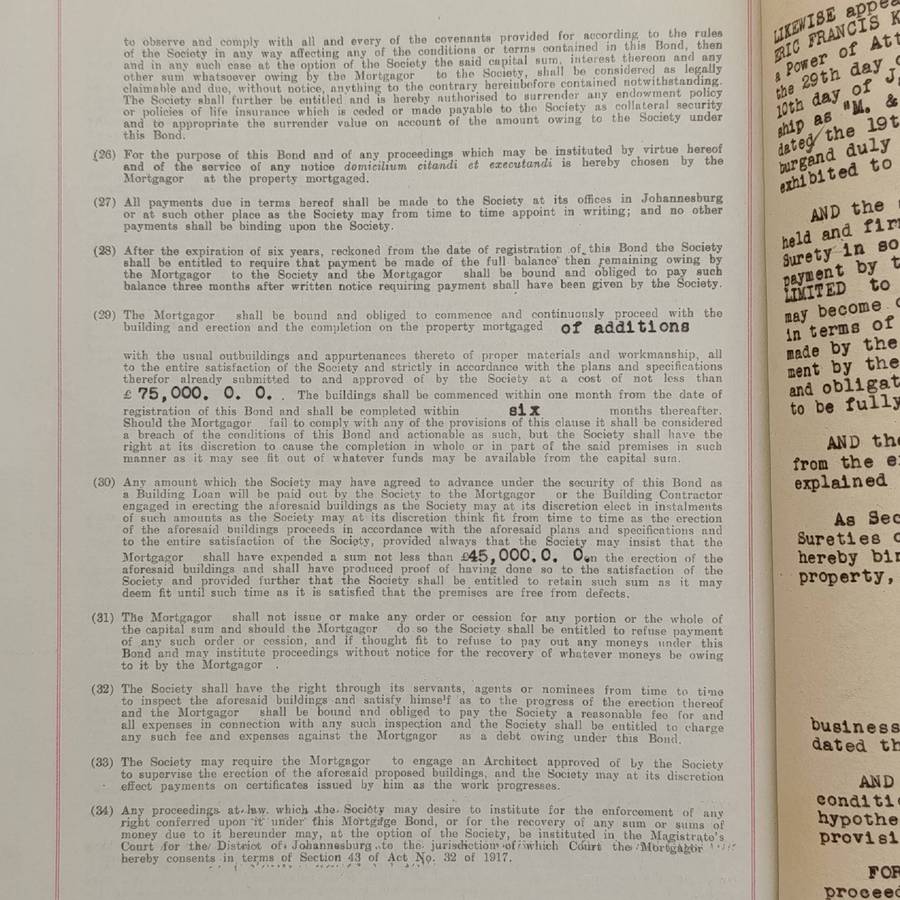 to observe and comply with all and every of the covenants provided for according to the rules
of the Society in any way affecting any of the conditions or terms contained in this Bond, then
and in any such case at the option of the Society the said capital sum, interest thereon and any
other sum whatsoever owing by the Mortgagor to the Society, shall be considered as legally
claimable and due, without notice, anything to the contrary hereinbefore contained notwithstanding.
The Society shall further be entitled and is hereby authorised to surrender any endowment policy
or policies of life insurance which is ceded or made payable to the Society as collateral security
and to appropriate the surrender value on account of the amount owing to the Society under
this Bond.
(26) For the purpose of this Bond and of any proceedings which may be instituted by virtue hereof
and of the service of any notice domicilium citandi et executandi is hereby chosen by the
Mortgagor at the property mortgaged.
(27) All payments due in terms hereof shall be made to the Society at its offices in Johannesburg
or at such other place as the Society may from time to time appoint in writing; and no other
payments shall be binding upon the Society.
(28) After the expiration of six years, reckoned from the date of registration of this Bond the Society
shall be entitled to require that payment be made of the full balance then remaining owing by
the Mortgagor to the Society and the Mortgagor shall be bound and obliged to pay such
balance three months after written notice requiring payment shall have been given by the Society.
(29) The Mortgagor shall be bound and obliged to commence and continuously proceed with the
building and erection and the completion on the property mortgaged of additions
with the usual outbuildings and appurtenances thereto of proper materials and workmanship, all
to the entire satisfaction of the Society and strictly in accordance with the plans and specifications
therefor already submitted to and approved of by the Society at a cost of not less than
£ 75,000. 0. 0. . The buildings shall be commenced within one month from the date of
registration of this Bond and shall be completed within six months thereafter.
Should the Mortgagor fail to comply with any of the provisions of this clause it shall be considered
a breach of the conditions of this Bond and actionable as such, but the Society shall have the
right at its discretion to cause the completion in whole or in part of the said premises in such
manner as it may see fit out of whatever funds may be available from the capital sum.
(30) Any amount which the Society may have agreed to advance under the security of this Bond as
a Building Loan will be paid out by the Society to the Mortgagor or the Building Contractor
engaged in erecting the aforesaid buildings as the Society may at its discretion elect in instalments
of such amounts as the Society may at its discretion think fit from time to time as the erection
of the aforesaid buildings proceeds in accordance with the aforesaid plans and specifications and
to the entire satisfaction of the Society, provided always that the Society may insist that the
Mortgagor shall have expended a sum not less than £45,000. 0. 0. on the erection of the
aforesaid buildings and shall have produced proof of having done so to the satisfaction of the
Society and provided further that the Society shall be entitled to retain such sum as it may
deem fit until such time as it is satisfied that the premises are free from defects.
(31) The Mortgagor shall not issue or make any order or cession for any portion or the whole of
the capital sum and should the Mortgagor do so the Society shall be entitled to refuse payment
of any such order or cession, and if thought fit to refuse to pay out any moneys under this
Bond and may institute proceedings without notice for the recovery of whatever moneys be owing
to it by the Mortgagor .
(32) The Society shall have the right through its servants, agents or nominees from time to time
to inspect the aforesaid buildings and satisfy himself as to the progress of the erection thereof
and the Mortgagor shall be bound and obliged to pay the Society a reasonable fee for and
all expenses in connection with any such inspection and the Society shall be entitled to charge
any such fee and expenses against the Mortgagor as a debt owing under this Bond.
(33) The Society may require the Mortgagor to engage an Architect approved of by the Society
to supervise the erection of the aforesaid proposed buildings, and the Society may at its discretion
effect payments on certificates issued by him as the work progresses.
(34) Any proceedings at law which the Society may desire to institute for the enforcement of any
right conferred upon it under this Mortgage Bond, or for the recovery of any sum or sums of
money due to it hereunder may, at the option of the Society, be instituted in the Magistrate's
Court for the District of Johannesburg to the jurisdiction of which Court the Mortgagor
hereby consents in terms of Section 43 of Act No. 32 of 1917.
LIKEWISE appea
ERIC FRANCIS K
a Power of Att
the 29th day
10th day of J
ship as "M. &
dated the 19t
burgand duly
exhibited to
AND the
held and fir
Surety in so
payment by t
LIMITED to
may become
in terms of
made by the
ment by the
and obligat
to be fully
AND th
from the e
explained
As Sec
Sureties
hereby bin
property,
business
dated th
AND
conditi
hypothe
provisi
FOR
proceed